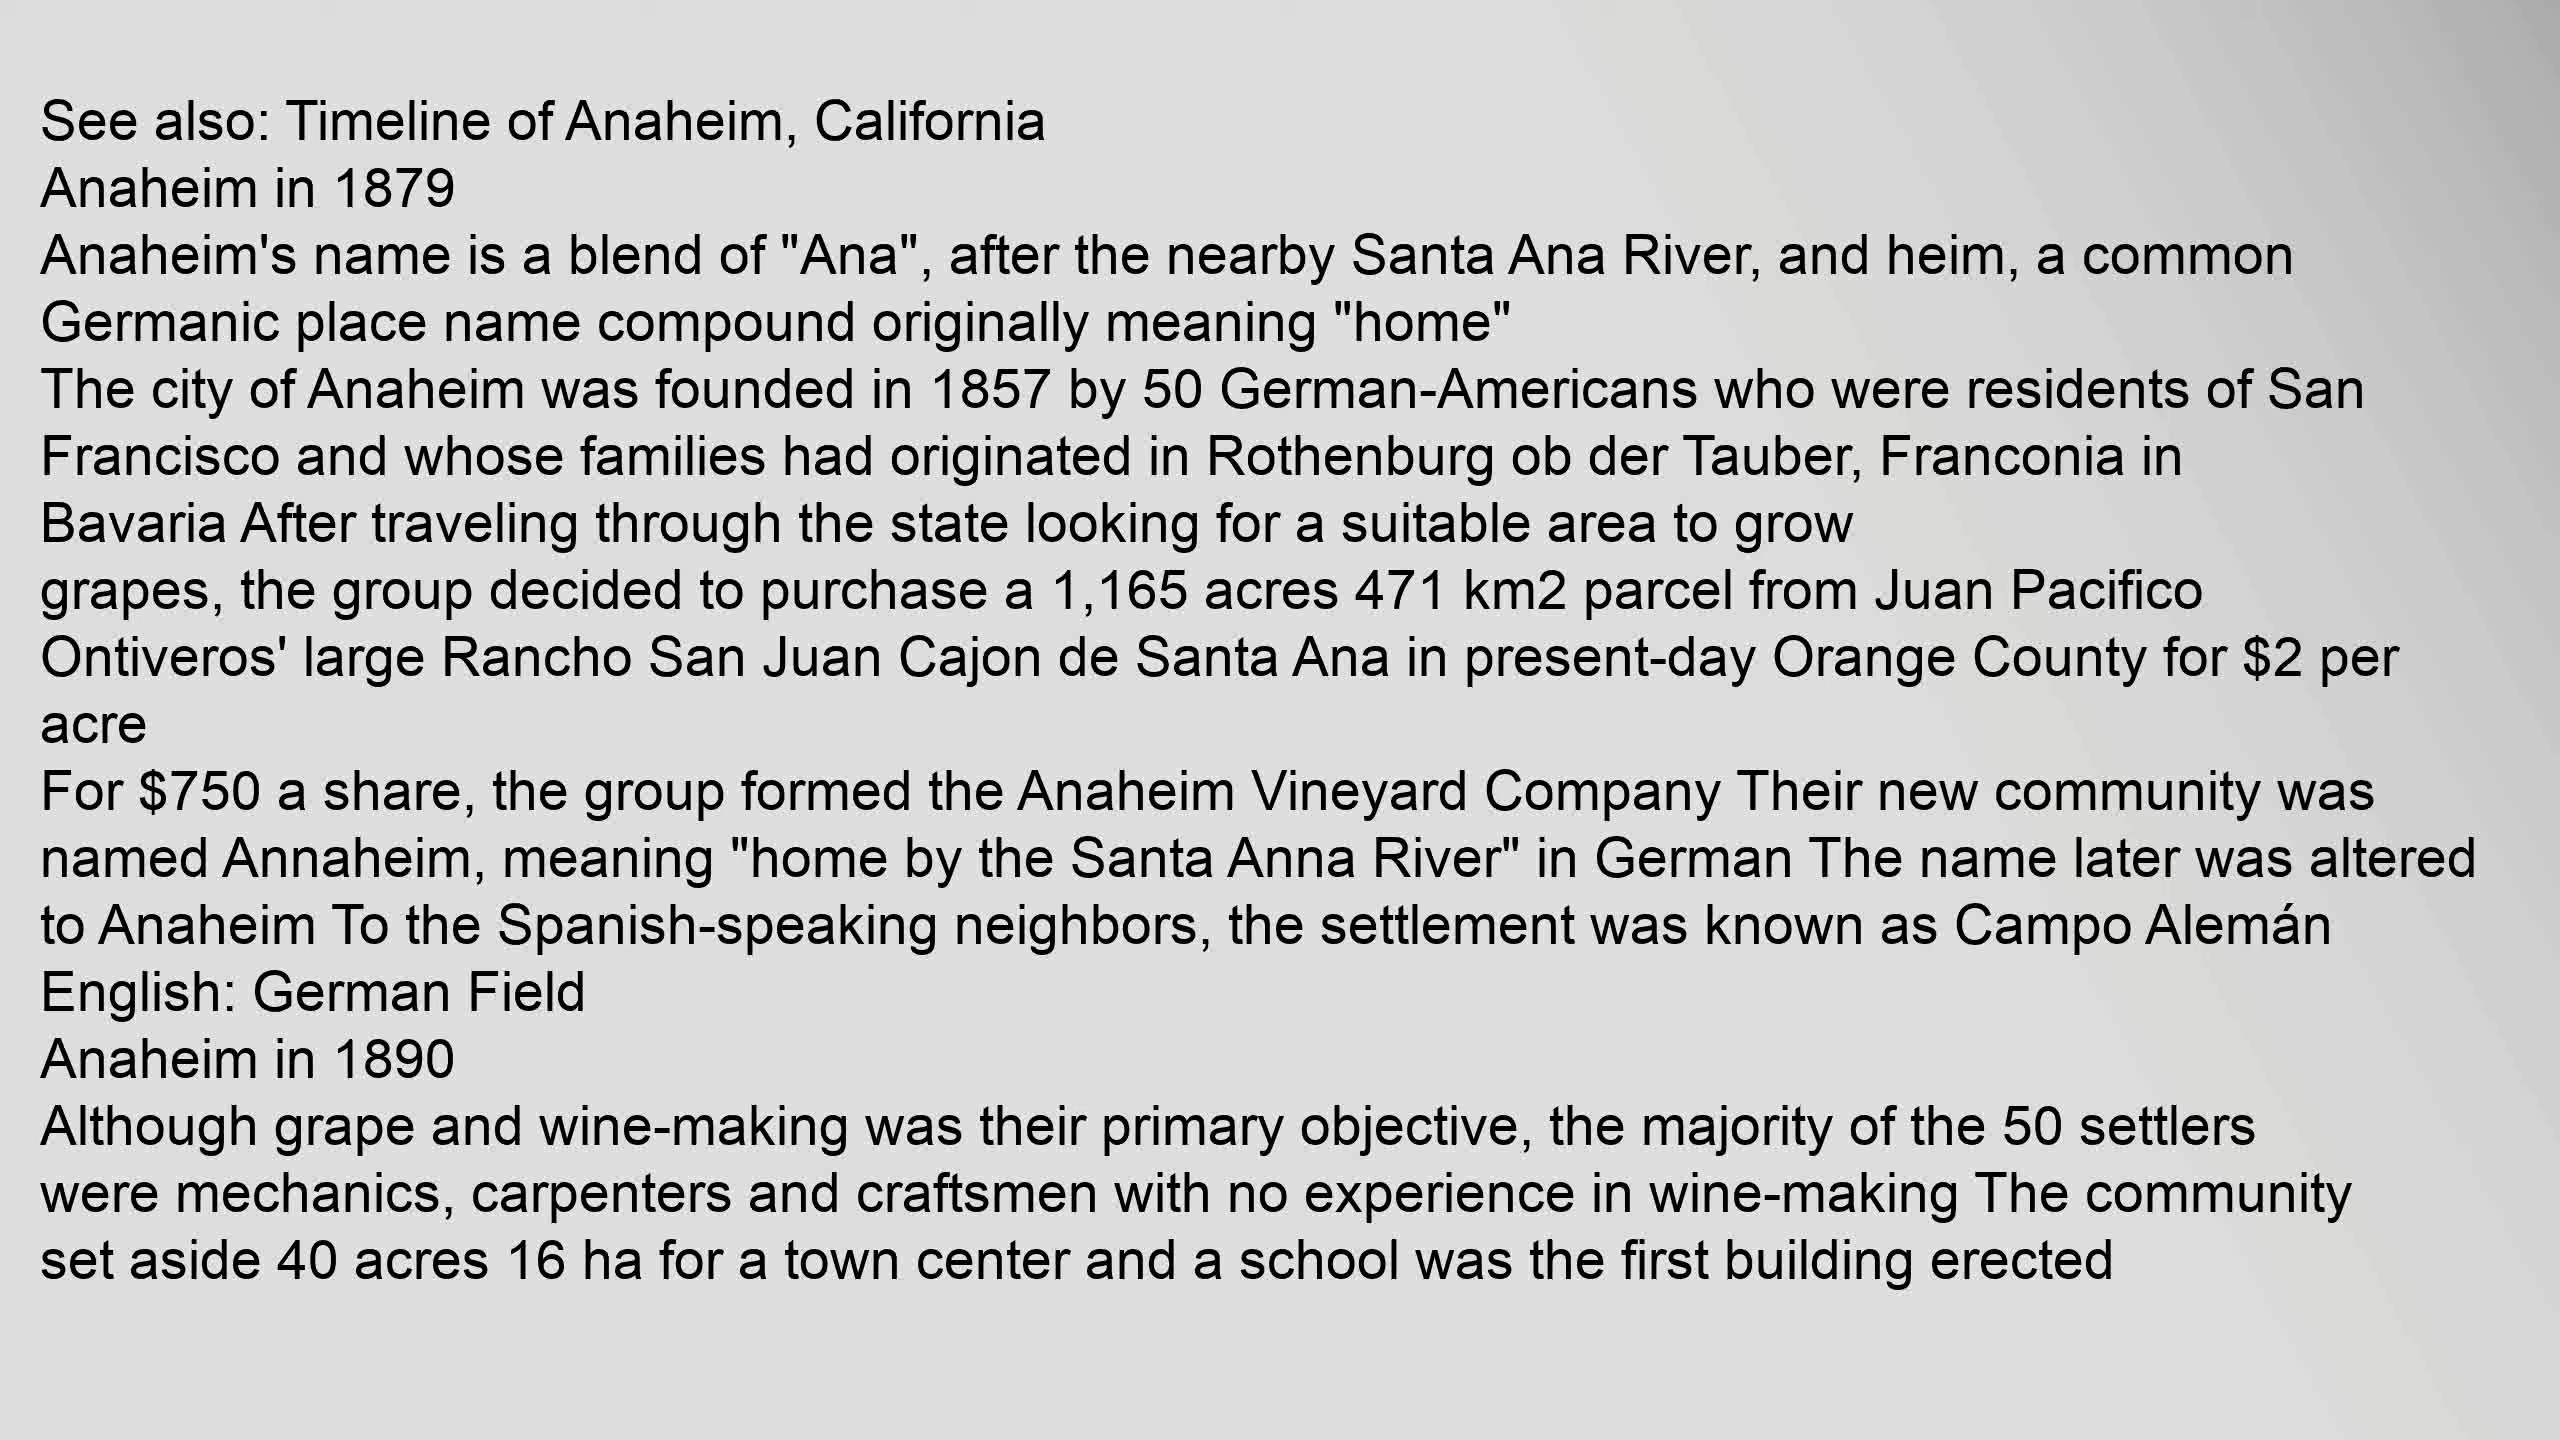 See also: Timeline of Anaheim, California
Anaheim in 1879
Anaheim's name is a blend of "Ana", after the nearby Santa Ana River, and heim, a common
Germanic place name compound originally meaning "home"
The city of Anaheim was founded in 1857 by 50 German-Americans who were residents of San
Francisco and whose families had originated in Rothenburg ob der Tauber, Franconia in
Bavaria After traveling through the state looking for a suitable area to grow
grapes, the group decided to purchase a 1,165 acres 471 km2 parcel from Juan Pacifico
Ontiveros' large Rancho San Juan Cajon de Santa Ana in present-day Orange County for $2 per
acre
For $750 a share, the group formed the Anaheim Vineyard Company Their new community was
named Annaheim, meaning "home by the Santa Anna River" in German The name later was altered
to Anaheim To the Spanish-speaking neighbors, the settlement was known as Campo Alemán
English: German Field
Anaheim in 1890
Although grape and wine-making was their primary objective, the majority of the 50 settlers
were mechanics, carpenters and craftsmen with no experience in wine-making The community
set aside 40 acres 16 ha for a town center and a school was the first building erected